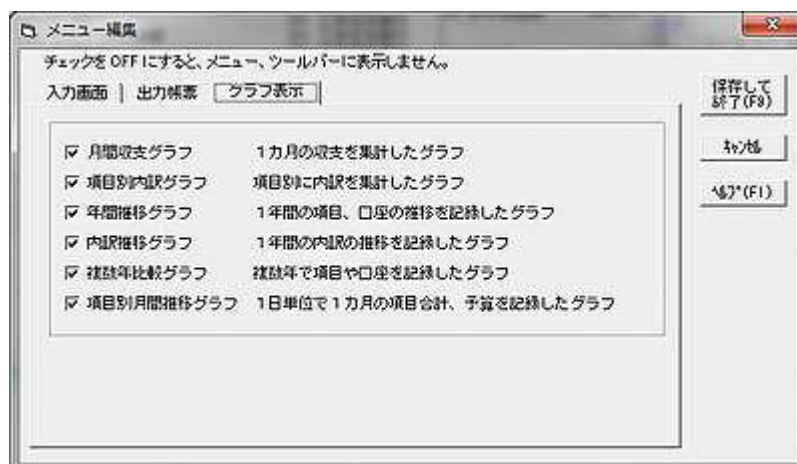 メニュー編集
チェックを OFF にすると、メニュー、ツールバーに表示しません。
入力画面 出力帳票 グラフ表示
保存して
終了(F9)
キャンセル
ヘルプ(F1)
月間収支グラフ 1カ月の収支を集計したグラフ
項目別内訳グラフ 項目別に内訳を集計したグラフ
年間推移グラフ 1年間の項目、口座の推移を記録したグラフ
内訳推移グラフ 1年間の内訳の推移を記録したグラフ
複数年比較グラフ 複数年で項目や口座を記録したグラフ
項目別月間推移グラフ 1日単位で1カ月の項目合計、予算を記録したグラフ